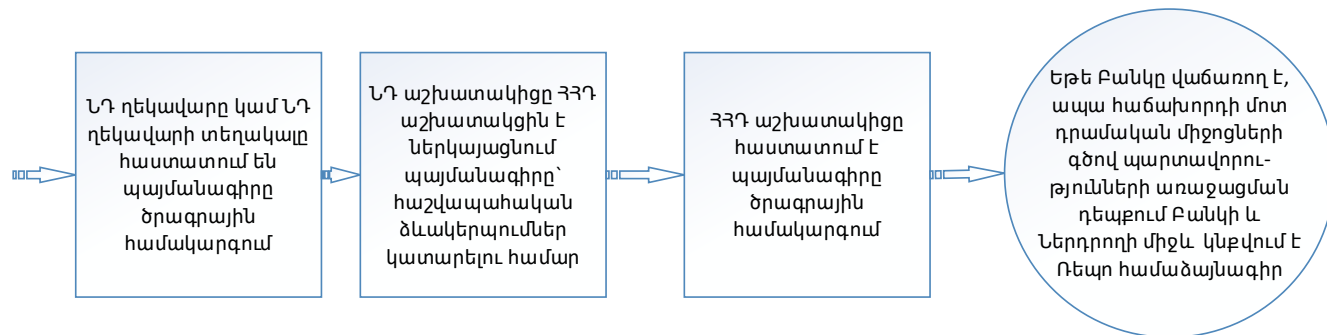 ՆԴ ղեկավարը կամ ՆԴ
ղեկավարի տեղակալը
հաստատում են
պայմանագիրը
ծրագրային
համակարգում
ՆԴ աշխատակիցը ՀՀԴ
աշխատակցին է
ներկայացնում
պայմանագիրը՝
հաշվապահական
ձևակերպումներ
կատարելու համար
ՀՀԴ աշխատակիցը
հաստատում է
պայմանագիրը
ծրագրային
համակարգում
Եթե Բանկը վաճառող է,
ապա հաճախորդի մոտ
դրամական միջոցների
գծով պարտավորու-
թյունների առաջացման
դեպքում Բանկի և
Ներդրողի միջև կնքվում է
Ռեպո համաձայնագիր